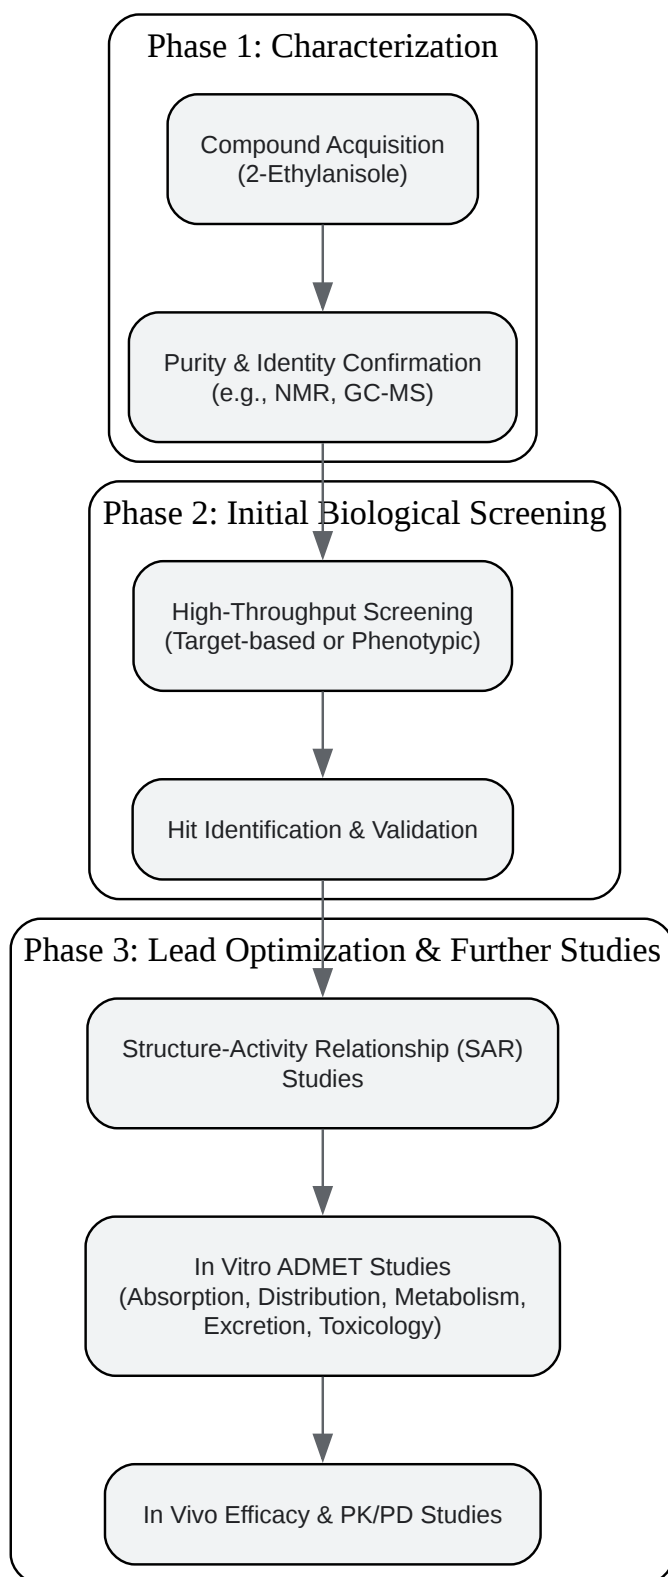 Phase 1: Characterization
Compound Acquisition
(2-Ethylanisole)
Purity & Identity Confirmation
(e.g., NMR, GC-MS)
Phase 2: Initial Biological Screening
High-Throughput Screening
(Target-based or Phenotypic)
Hit Identification & Validation
Phase 3: Lead Optimization & Further Studies
Structure-Activity Relationship (SAR)
Studies
In Vitro ADMET Studies
(Absorption, Distribution, Metabolism,
Excretion, Toxicology)
In Vivo Efficacy & PK/PD Studies